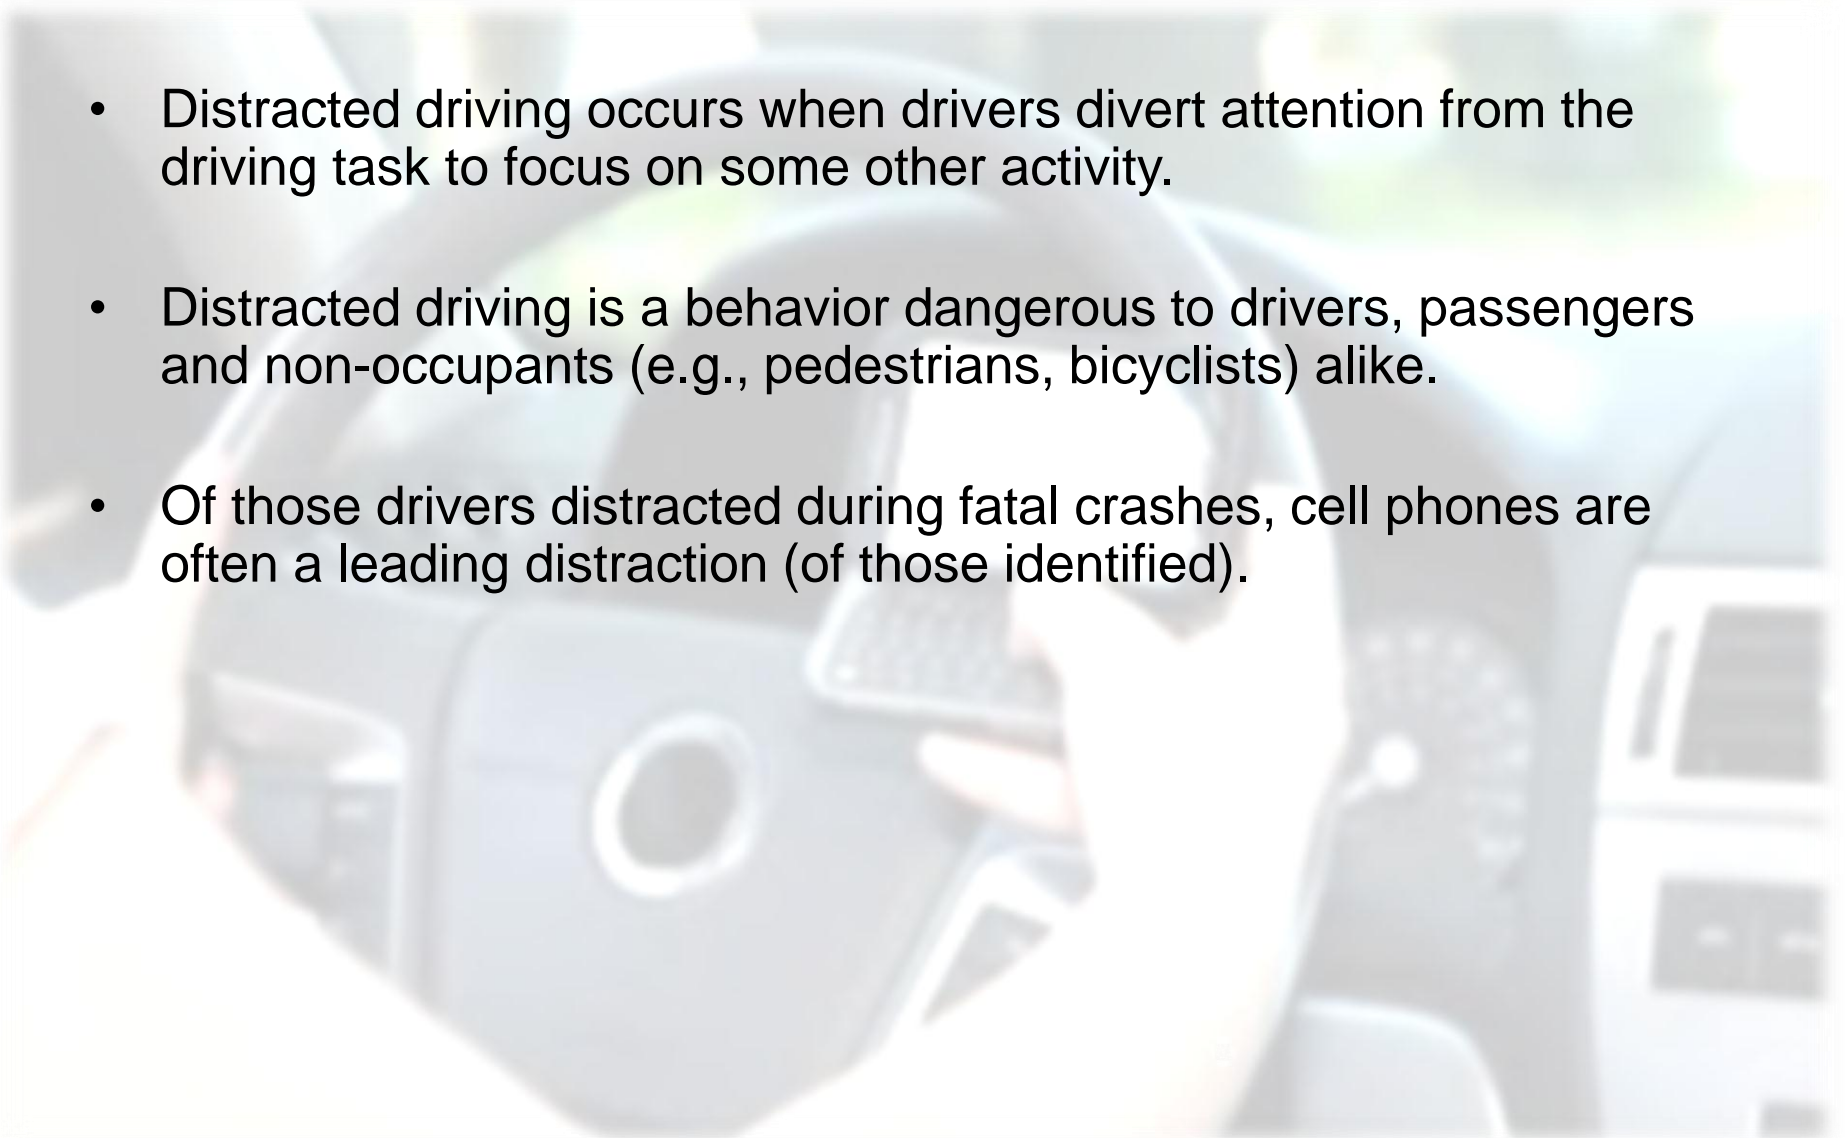 • Distracted driving occurs when drivers divert attention from the
driving task to focus on some other activity.
• Distracted driving is a behavior dangerous to drivers, passengers
and non-occupants (e.g., pedestrians, bicyclists) alike.
• Of those drivers distracted during fatal crashes, cell phones are
often a leading distraction (of those identified).